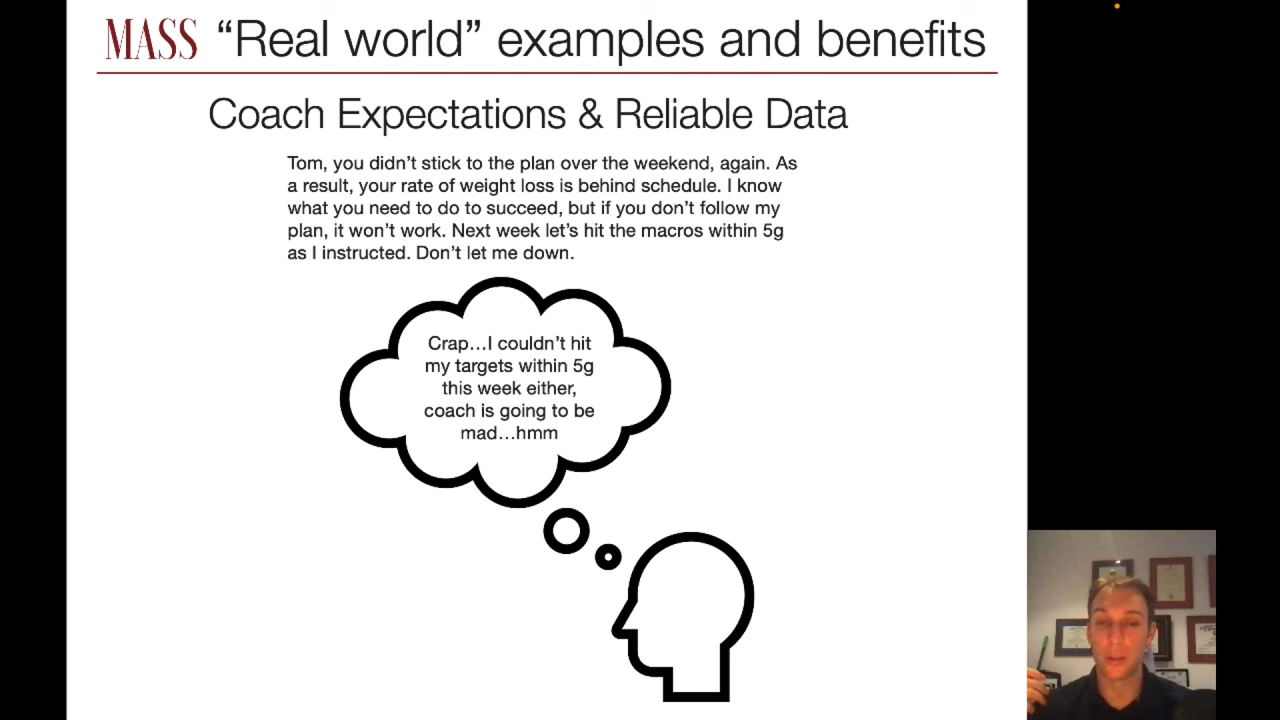 MASS "Real world" examples and benefits
Coach Expectations & Reliable Data
Tom, you didn't stick to the plan over the weekend, again. As
a result, your rate of weight loss is behind schedule. I know
what you need to do to succeed, but if you don't follow my
plan, it won't work. Next week let's hit the macros within 5g
as I instructed. Don't let me down.
Crap...I couldn't hit
my targets within 5g
this week either,
coach is going to be
mad...hmm